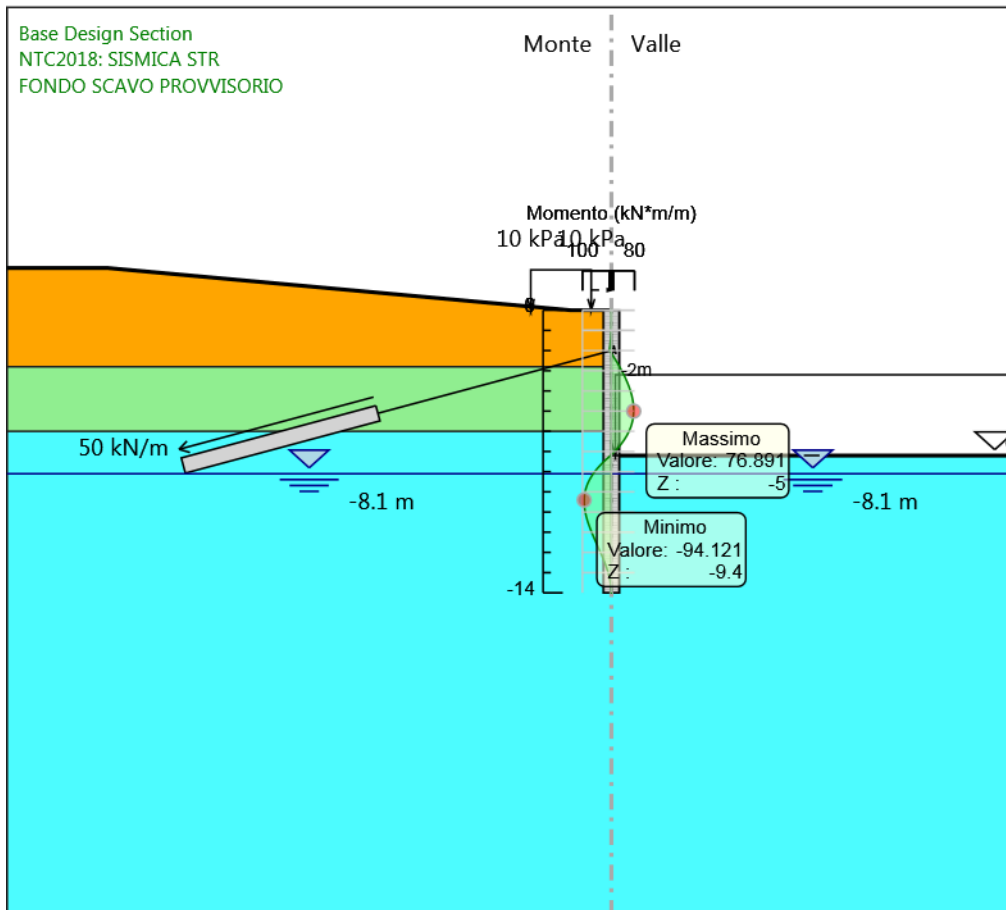 Base Design Section
NTC2018: SISMICA STR
FONDO SCAVO PROVVISORIO
Monte
Valle
Momento (kN*m/m)
10 kPa
10 kPa
100
80
-2m
Massimo
Valore: 76.891
Z : -5
50 kN/m
-8.1 m
-8.1 m
Minimo
Valore: -94.121
Z : -9.4
-14